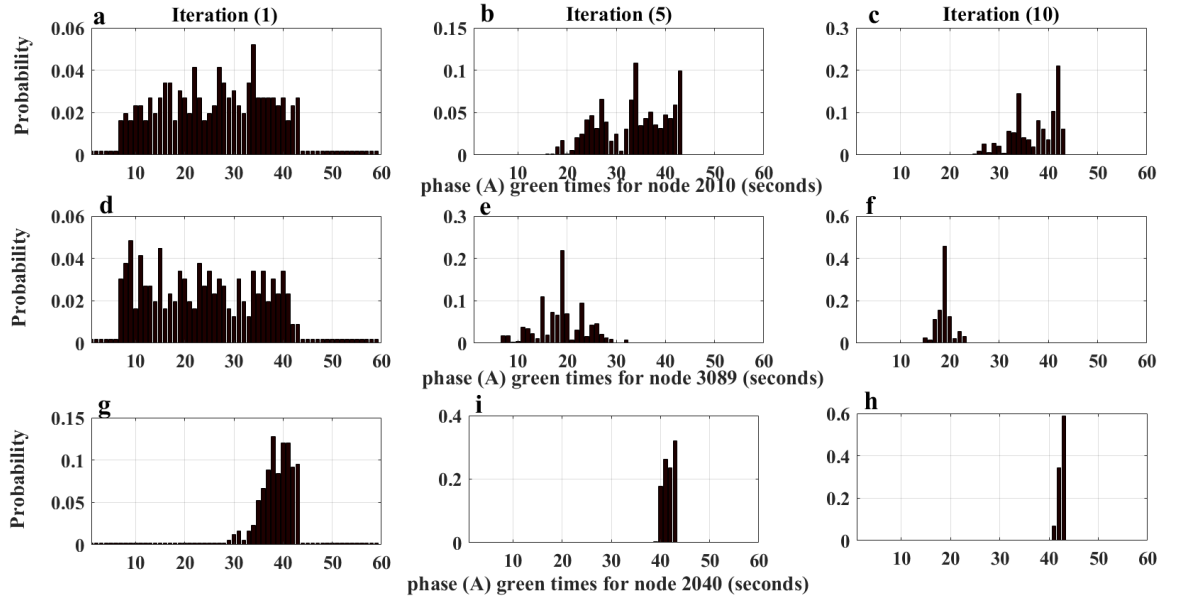 a Iteration (1) b Iteration (5) c Iteration (10)
0.06 0.15 0.3
0.04 0.1 0.2
0.02 0.05 0.1
0 0 0
Probability
10 20 30 40 50 60 10 20 30 40 50 60 10 20 30 40 50 60
phase (A) green times for node 2010 (seconds)
d e f
0.06 0.3 0.6
0.04 0.2 0.4
0.02 0.1 0.2
0 0 0
Probability
10 20 30 40 50 60 10 20 30 40 50 60 10 20 30 40 50 60
phase (A) green times for node 3089 (seconds)
g i h
0.15 0.4 0.6
0.1 0.2 0.4
0.05 0 0.2
0 0
Probability
10 20 30 40 50 60 10 20 30 40 50 60 10 20 30 40 50 60
phase (A) green times for node 2040 (seconds)